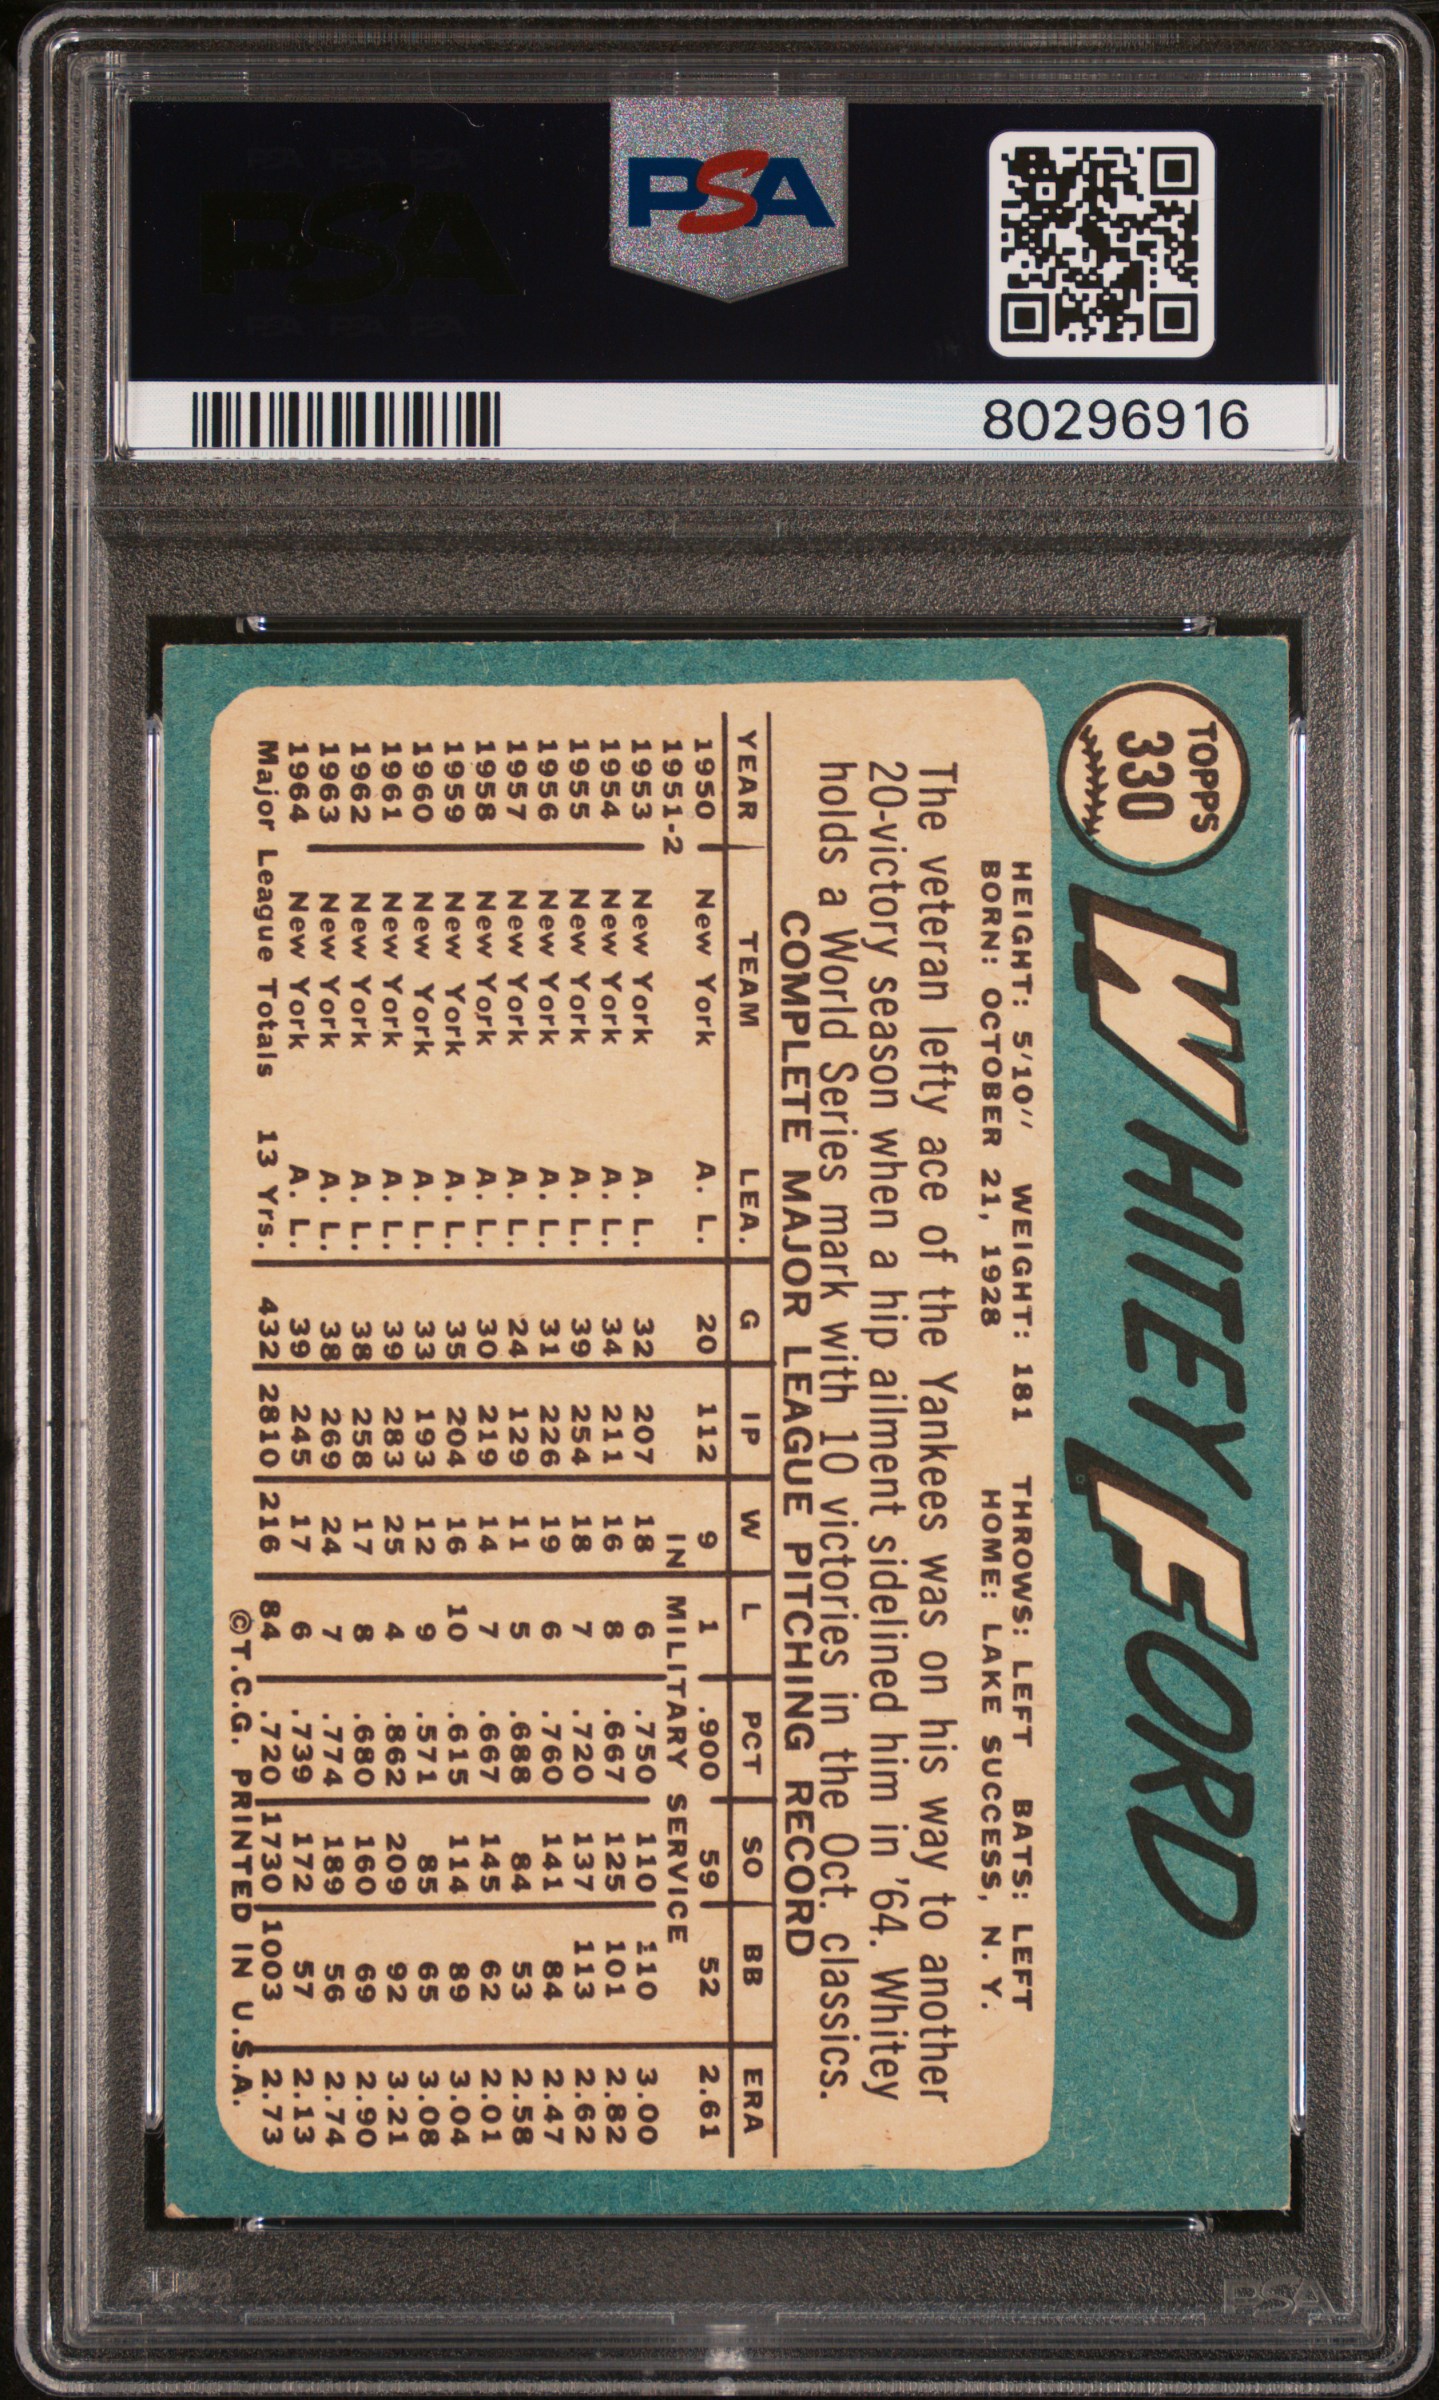 PSA
80296916
TOPPS
330
WHITEY FORD
HEIGHT: 5'10" WEIGHT: 181 THROWS: LEFT BATS: LEFT
BORN: OCTOBER 21, 1928 HOME: LAKE SUCCESS, N. Y.
The veteran lefty ace of the Yankees was on his way to another
20-victory season when a hip ailment sidelined him in '64. Whitey
holds a World Series mark with 10 victories in the Oct. classics.
COMPLETE MAJOR LEAGUE PITCHING RECORD
YEAR TEAM LEA. G IP W L PCT SO BB ERA
1950 New York A. L. 20 112 9 1 .900 59 52 2.61
1951-2 IN MILITARY SERVICE
1953 New York A. L. 32 207 18 6 .750 110 110 3.00
1954 New York A. L. 34 211 16 8 .667 125 101 2.82
1955 New York A. L. 39 254 18 7 .720 137 113 2.62
1956 New York A. L. 31 226 19 6 .760 141 84 2.47
1957 New York A. L. 24 129 11 5 .688 84 53 2.58
1958 New York A. L. 30 219 14 7 .667 145 62 2.01
1959 New York A. L. 35 204 16 10 .615 114 89 3.04
1960 New York A. L. 33 193 12 9 .571 85 65 3.08
1961 New York A. L. 39 283 25 4 .862 209 92 3.21
1962 New York A. L. 38 258 17 8 .680 160 69 2.90
1963 New York A. L. 38 269 24 7 .774 189 56 2.74
1964 New York A. L. 39 245 17 6 .739 172 57 2.13
Major League Totals 13 Yrs. 432 2810 216 84 .720 1730 1003 2.73
©T.C.G. PRINTED IN U.S.A.
PSA